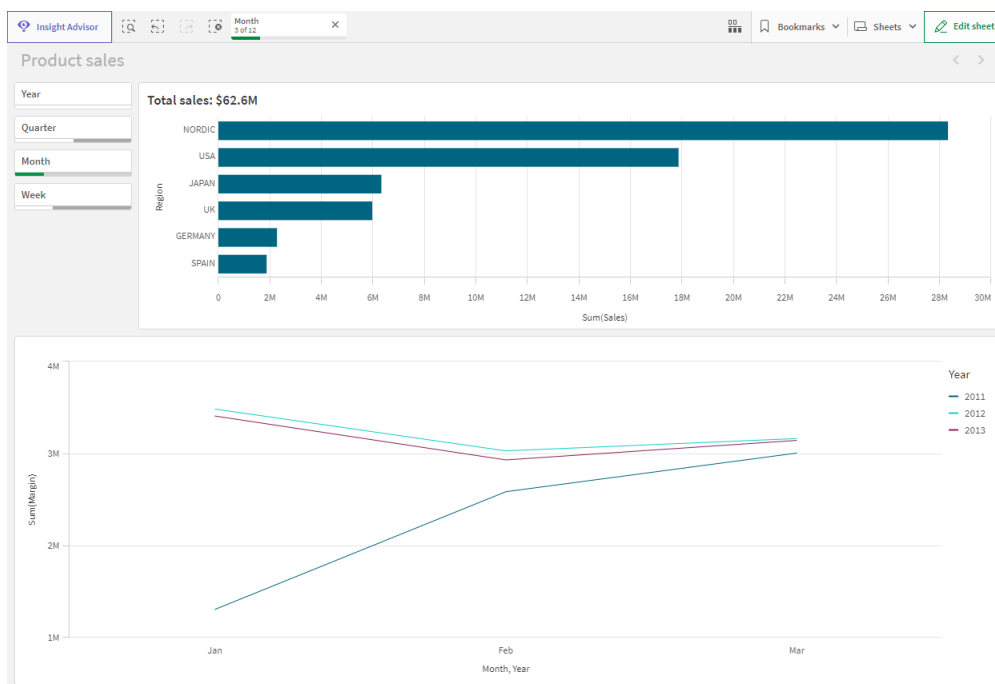 Insight Advisor
Month
3 of 12
Bookmarks
Sheets
Edit sheet
Product sales
Year
Quarter
Month
Week
Total sales: $62.6M
Region
NORDIC
USA
JAPAN
UK
GERMANY
SPAIN
0 2M 4M 6M 8M 10M 12M 14M 16M 18M 20M 22M 24M 26M 28M 30M
Sum(Sales)
Sum(Margin)
4M
3M
2M
1M
Jan Feb Mar
Month, Year
Year
2011
2012
2013